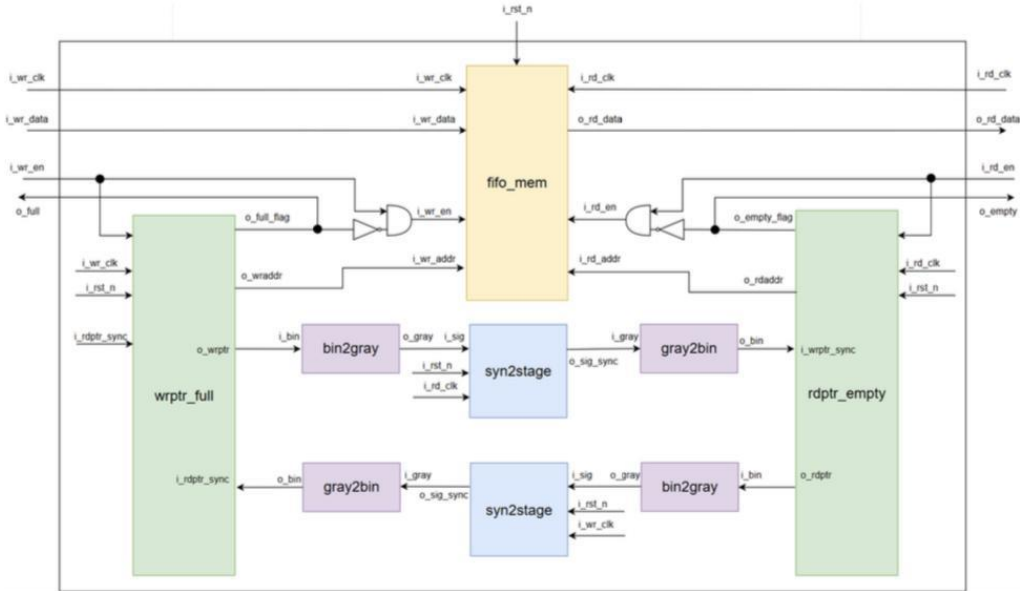 i_rst_n
i_wr_clk
i_wr_clk
i_rd_clk
i_rd_clk
i_wr_data
i_wr_data
o_rd_data
o_rd_data
i_wr_en
i_rd_en
fifo_mem
o_full
o_full_flag
i_wr_en
i_rd_en
o_empty_flag
o_empty
i_wr_clk
o_wraddr
i_wr_addr
i_rd_addr
o_rdaddr
i_rd_clk
i_rst_n
i_rst_n
i_rdptr_sync
o_wrptr
i_bin
bin2gray
o_gray
i_sig
i_rst_n
i_rd_clk
syn2stage
i_gray
o_sig_sync
gray2bin
o_bin
i_wrptr_sync
wrptr_full
rdptr_empty
i_rdptr_sync
o_bin
gray2bin
i_gray
o_sig_sync
syn2stage
i_sig
o_gray
i_rst_n
i_wr_clk
bin2gray
i_bin
o_rdptr